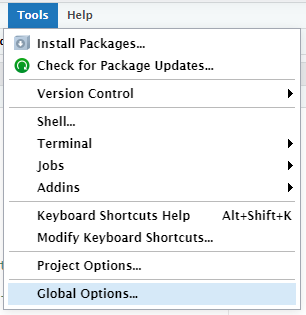 Tools Help
Install Packages...
Check for Package Updates...
Version Control
Shell...
Terminal
Jobs
Addins
Keyboard Shortcuts Help Alt+Shift+K
Modify Keyboard Shortcuts...
Project Options...
Global Options...